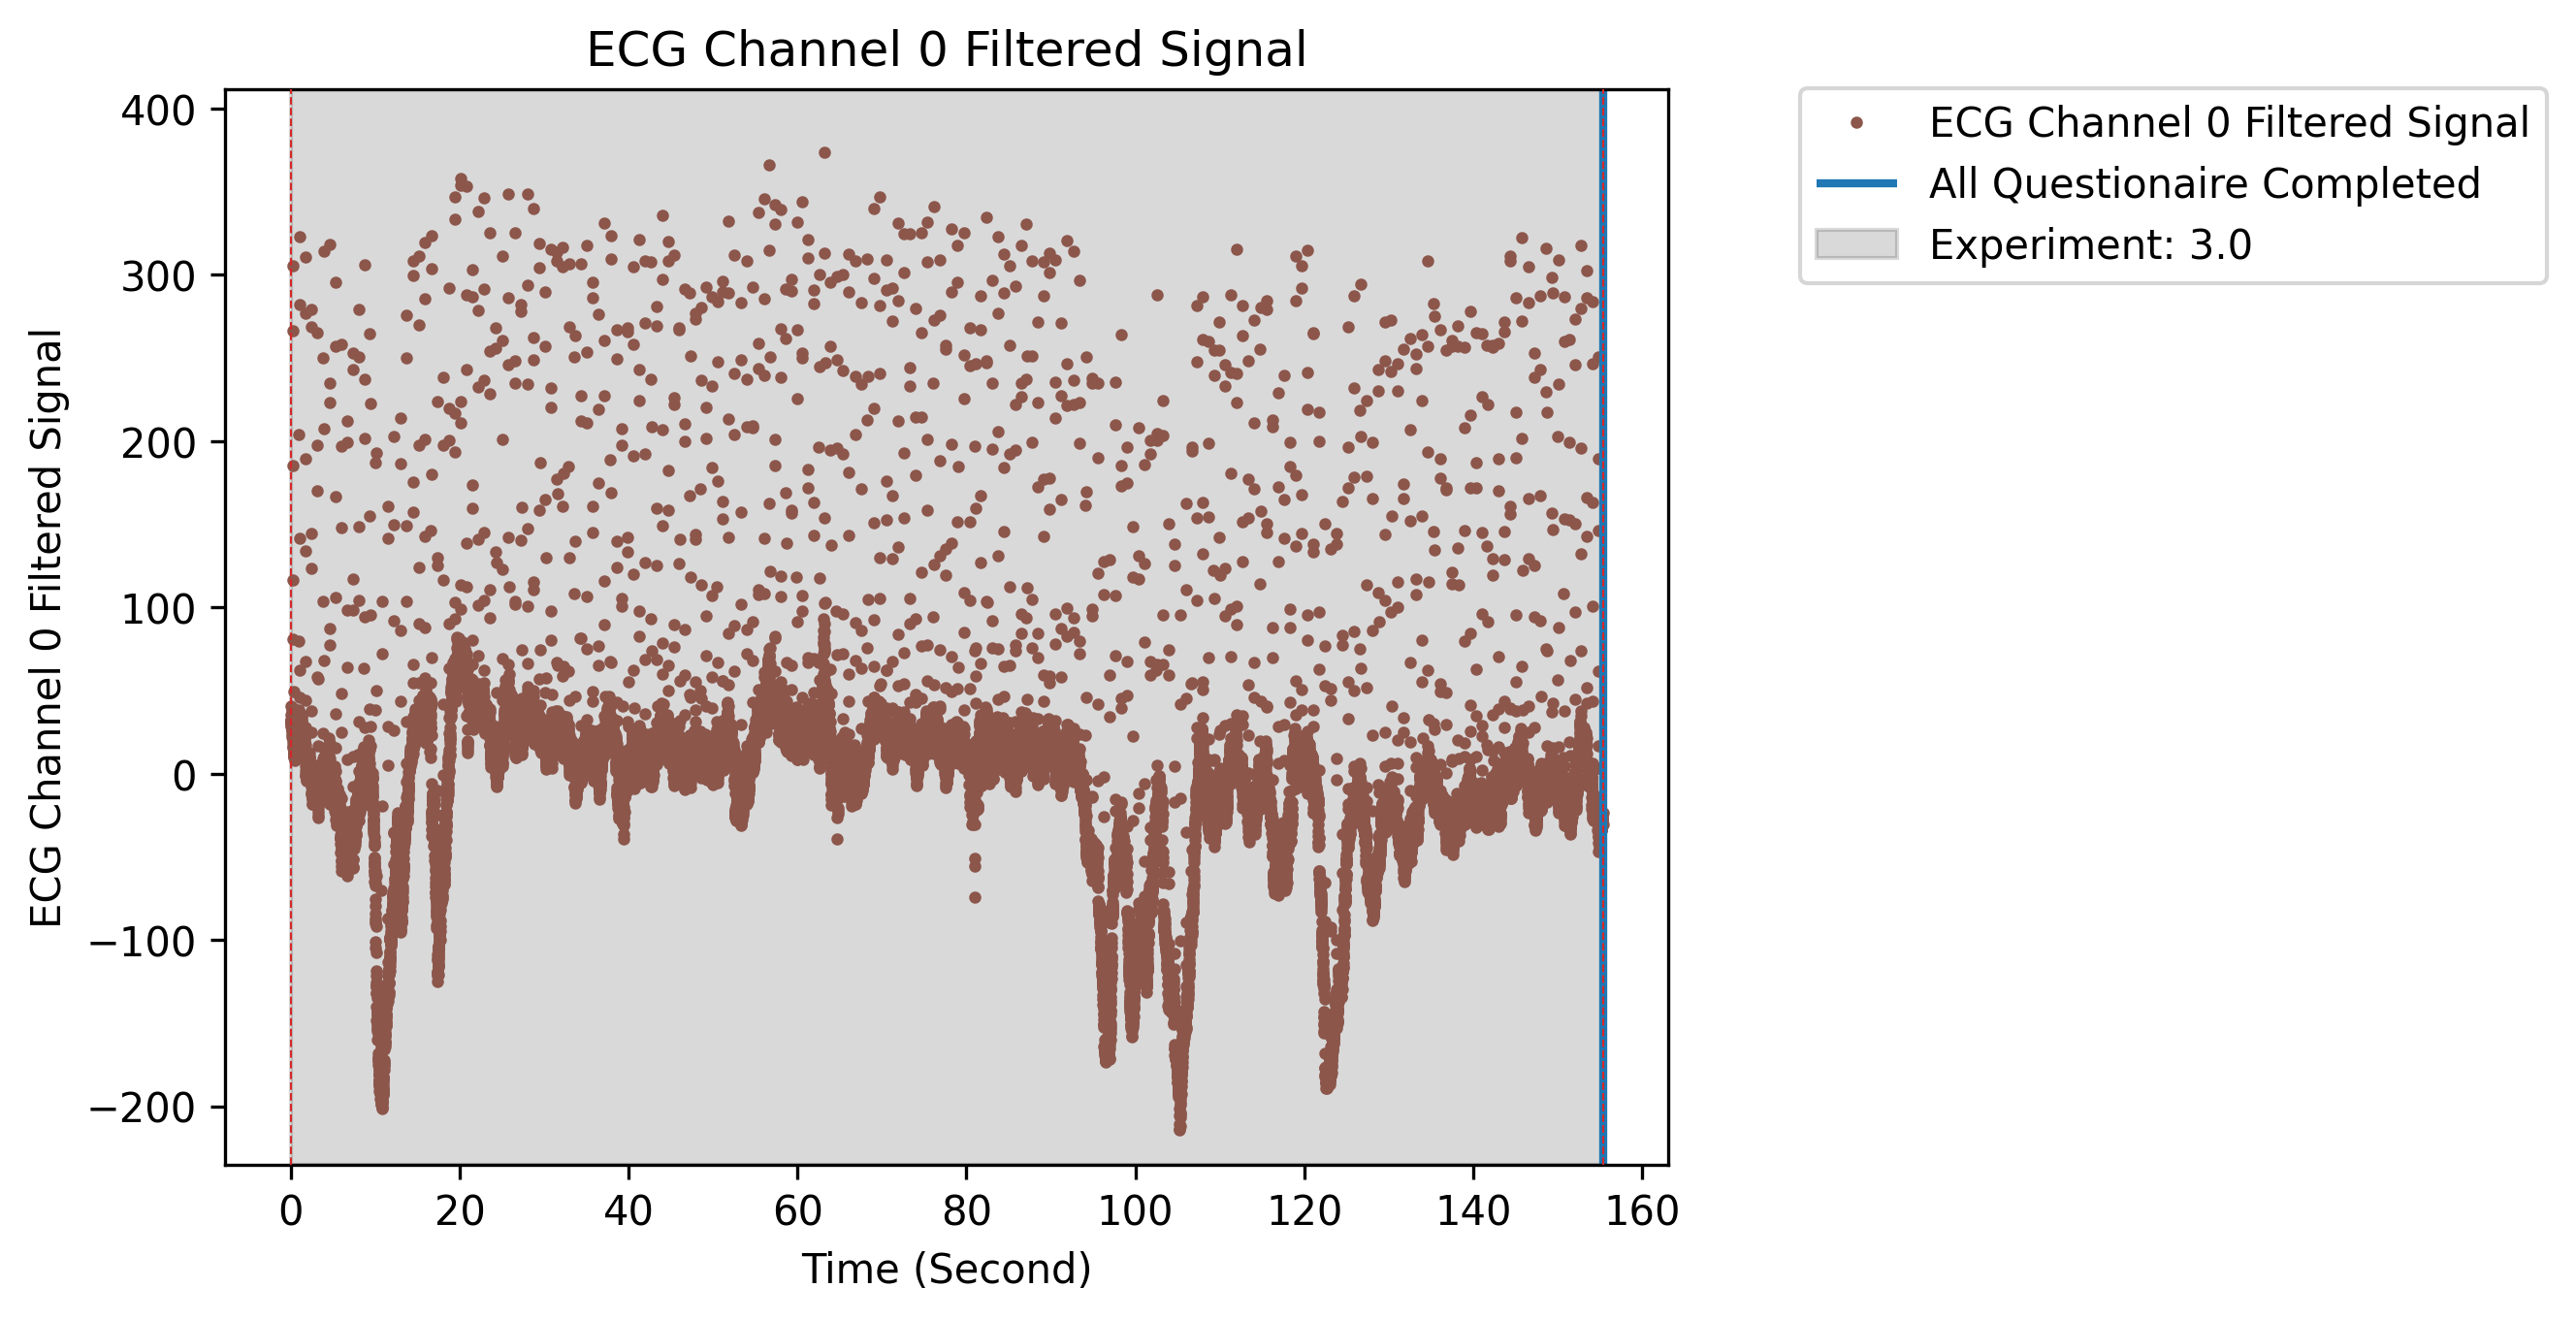 ECG Channel 0 Filtered Signal
ECG Channel 0 Filtered Signal
400
300
200
100
0
−100
−200
0 20 40 60 80 100 120 140 160
Time (Second)
ECG Channel 0 Filtered Signal
All Questionaire Completed
Experiment: 3.0